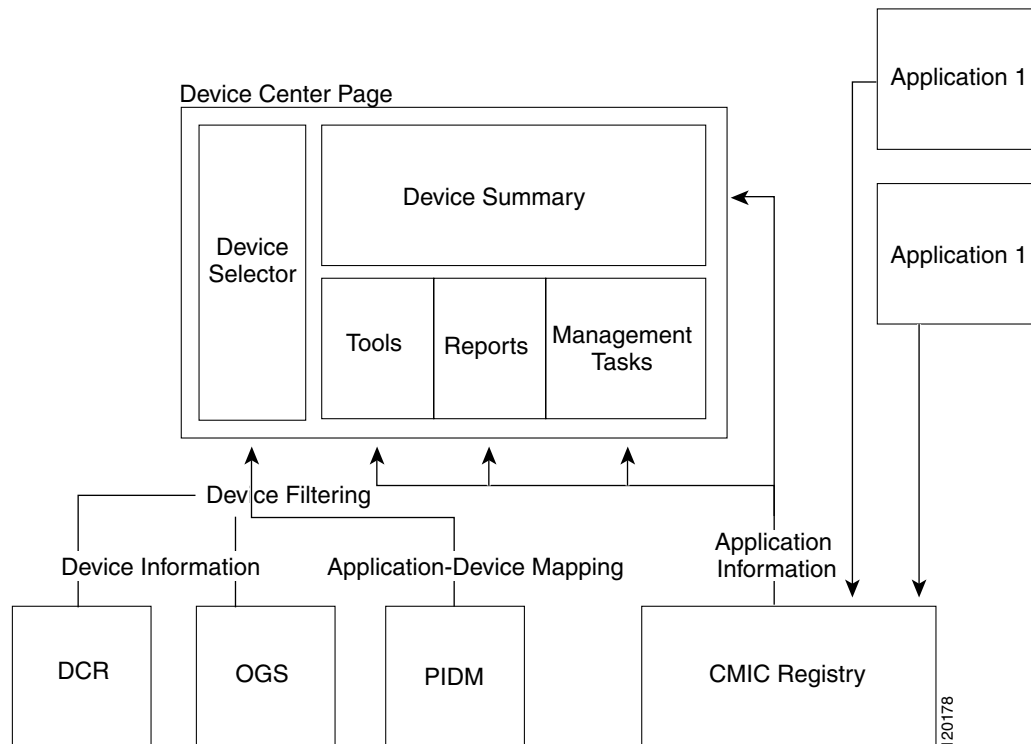 Application 1
Device Center Page
Device Summary
Application 1
Device
Selector
Tools
Reports
Management
Tasks
Device Filtering
Device Information
Application-Device Mapping
Application
Information
DCR
OGS
PIDM
CMIC Registry
120178